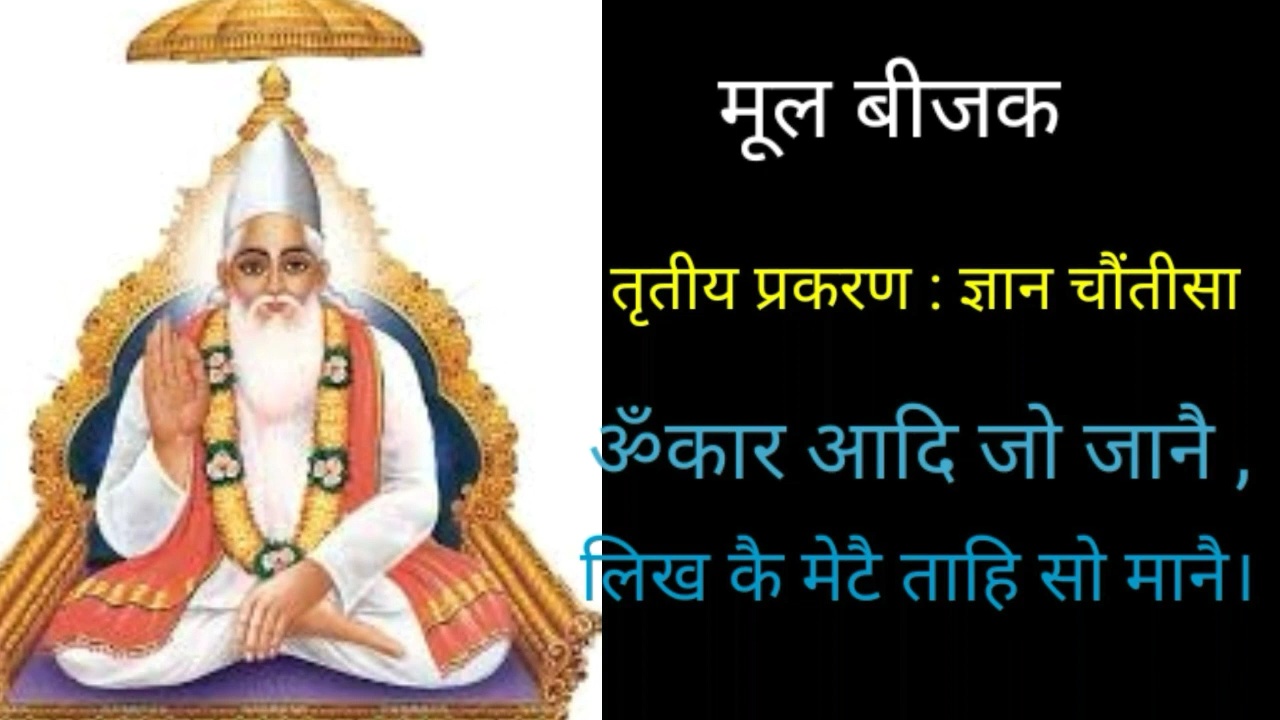 मूल बीजक
तृतीय प्रकरण : ज्ञान चौंतीसा
ॐकार आदि जो जानै ,
लिख कै मेटै ताहि सो मानै।